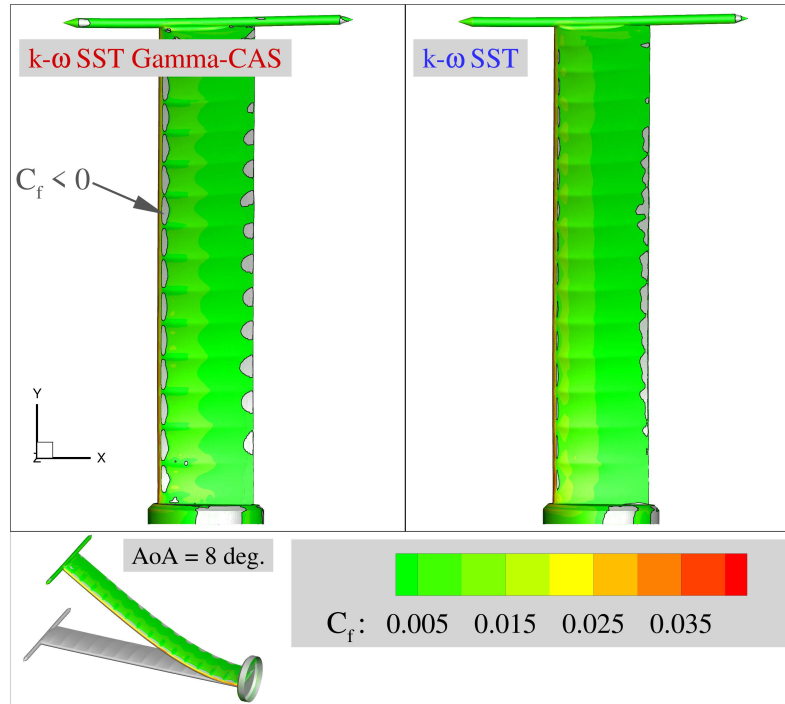 k-ω SST Gamma-CAS
k-ω SST
C_f < 0
Y
Z
X
AoA = 8 deg.
C_f : 0.005 0.015 0.025 0.035